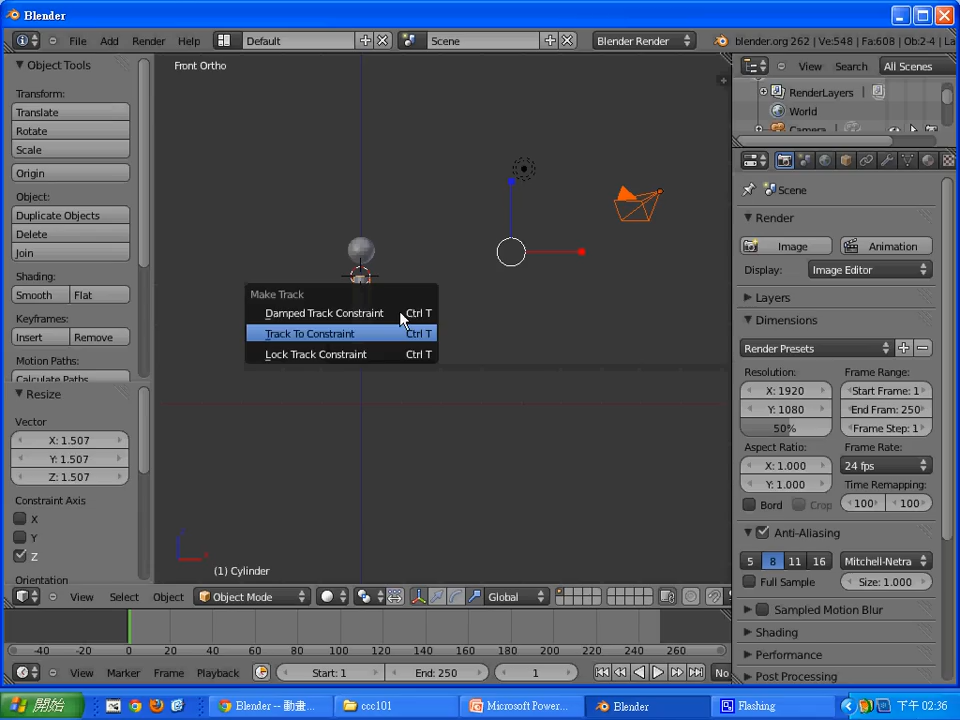 Blender
File Add Render Help Default Scene Blender Render blender.org 262 | Ve:548 | Fa:608 | Ob:2-4 | La
Object Tools
Front Ortho
View Search All Scenes
Transform:
Translate
Rotate
Scale
Origin
Object:
Duplicate Objects
Delete
Join
Shading:
Smooth Flat
Keyframes:
Insert Remove
Motion Paths:
Calculate Paths
Resize
Vector
X: 1.507
Y: 1.507
Z: 1.507
Constraint Axis
X
Y
Z
Orientation
Make Track
Damped Track Constraint Ctrl T
Track To Constraint Ctrl T
Lock Track Constraint Ctrl T
(1) Cylinder
View Select Object Object Mode Global
-40 -20 0 20 40 60 80 100 120 140 160 180 200 220 240 260
View Marker Frame Playback Start: 1 End: 250 1 No
RenderLayers
World
Camera
Scene
Render
Image Animation
Display: Image Editor
Layers
Dimensions
Render Presets
Resolution: Frame Range:
X: 1920 Start Frame: 1
Y: 1080 End Fram: 250
50% Frame Step: 1
Aspect Ratio: Frame Rate:
X: 1.000 24 fps
Y: 1.000 Time Remapping:
Bord Crop 100 100
Anti-Aliasing
5 8 11 16 Mitchell-Netra
Full Sample Size: 1.000
Sampled Motion Blur
Shading
Performance
Post Processing
開始 Blender -- 動畫... ccc101 Microsoft Power... Blender Flashing 下午 02:36